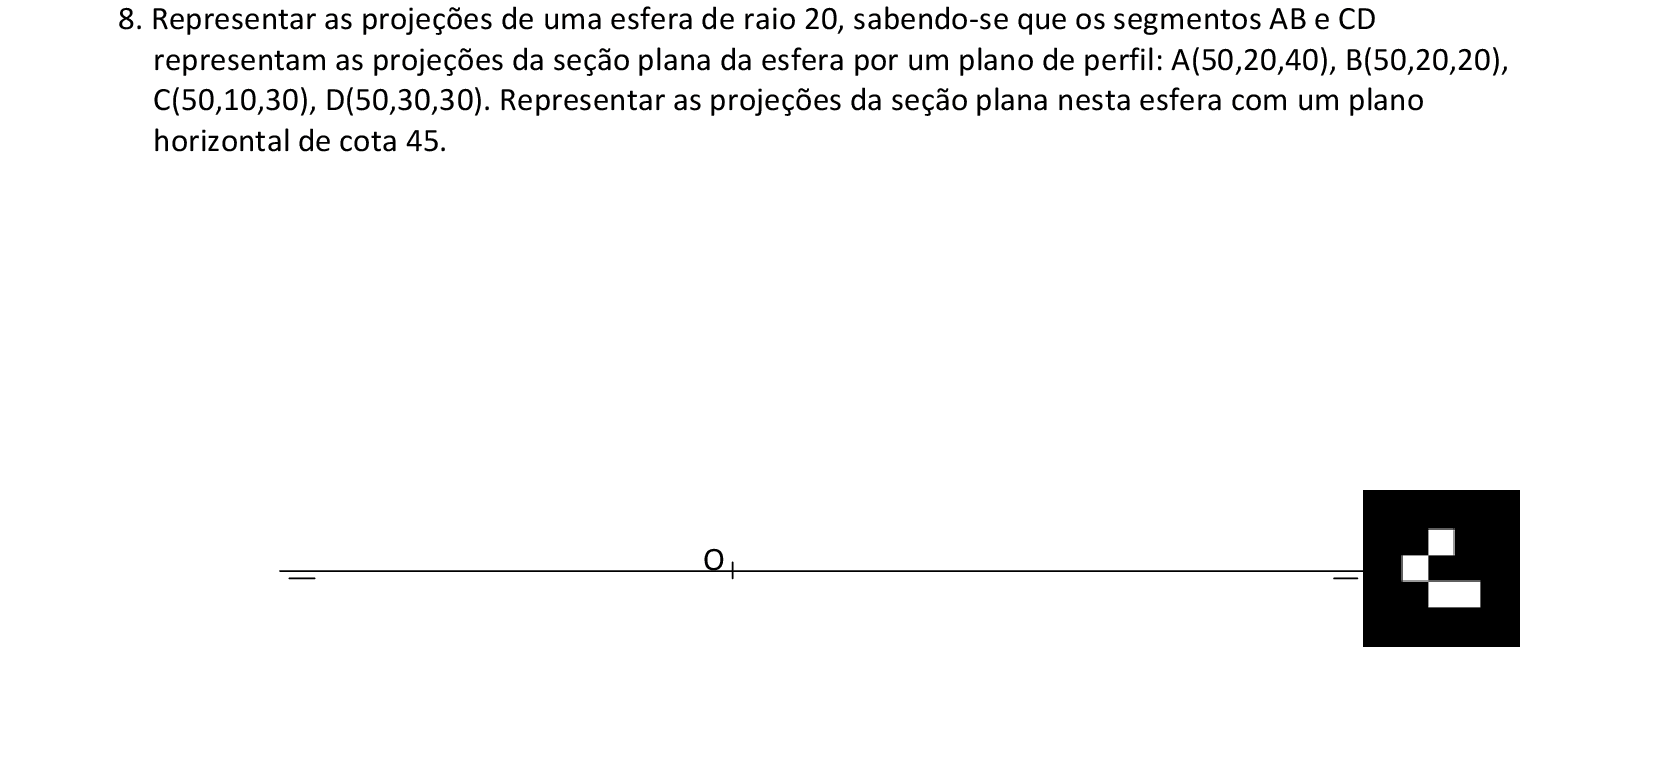 8. Representar as projeções de uma esfera de raio 20, sabendo-se que os segmentos AB e CD
representam as projeções da seção plana da esfera por um plano de perfil: A(50,20,40), B(50,20,20),
C(50,10,30), D(50,30,30). Representar as projeções da seção plana nesta esfera com um plano
horizontal de cota 45.
O